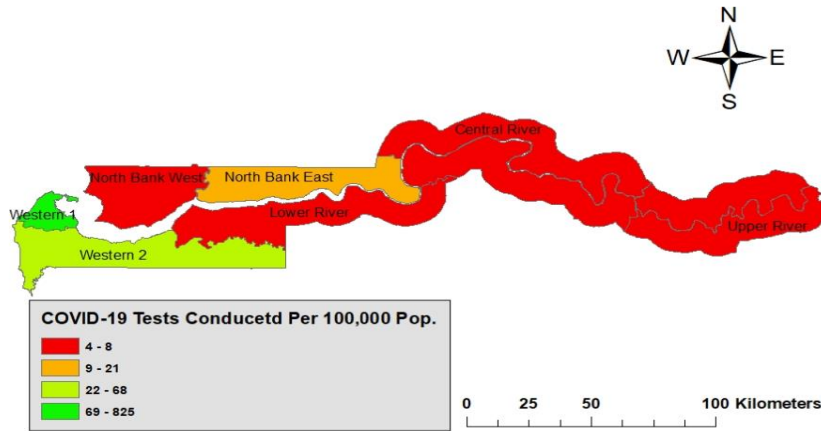 N
W E
S
Central River
North Bank West
North Bank East
Lower River
Western 1
Upper River
Western 2
COVID-19 Tests Conducetd Per 100,000 Pop.
4 - 8
9 - 21
22 - 68
69 - 825
0 25 50 100 Kilometers